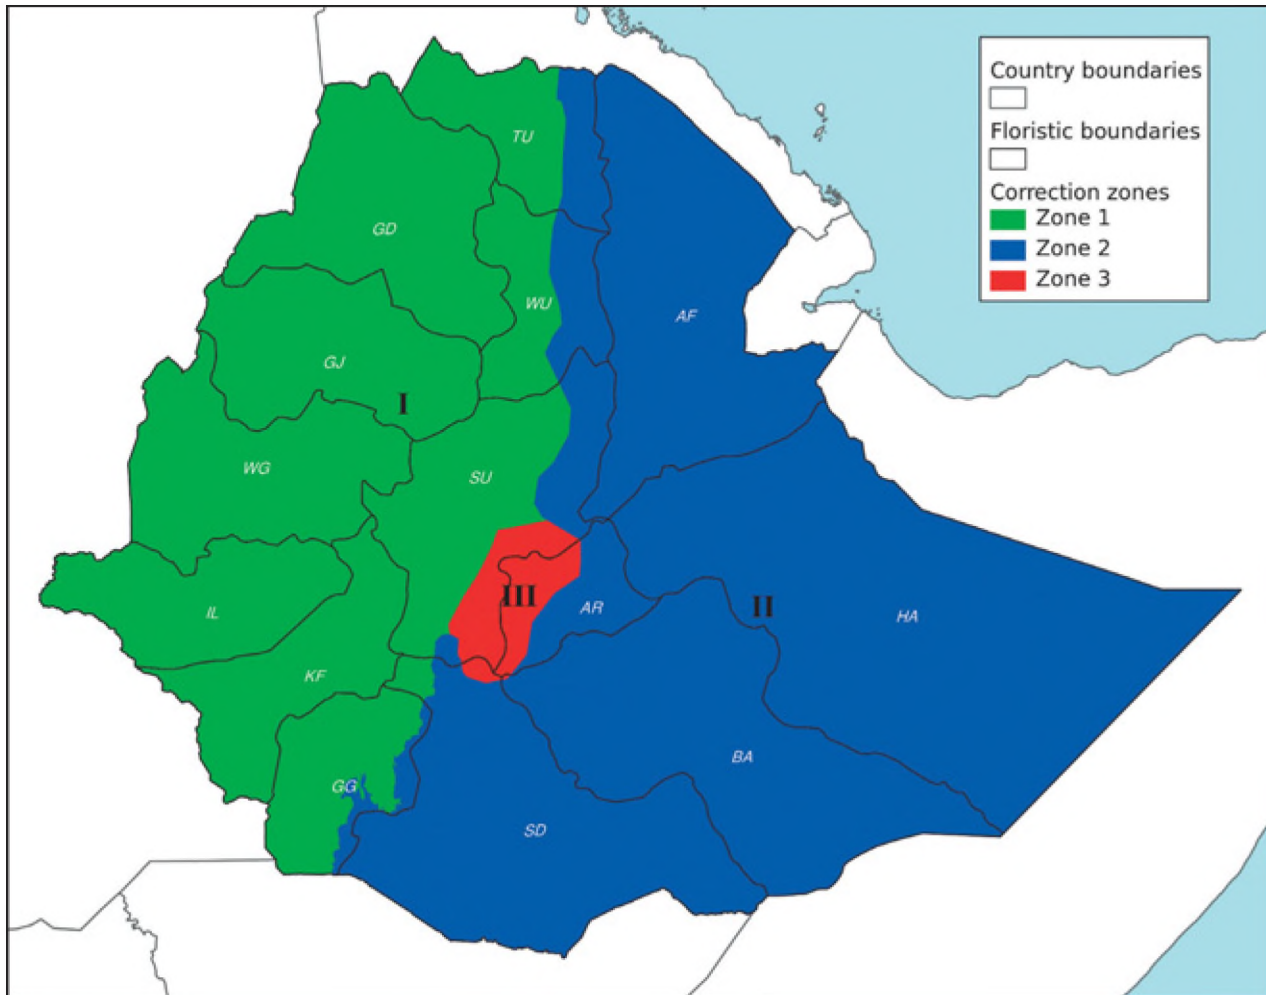 Country boundaries
Floristic boundaries
Correction zones
Zone 1
Zone 2
Zone 3
TU
GD
WU
AF
GJ
I
WG
SU
III
II
IL
AR
HA
KF
BA
GG
SD